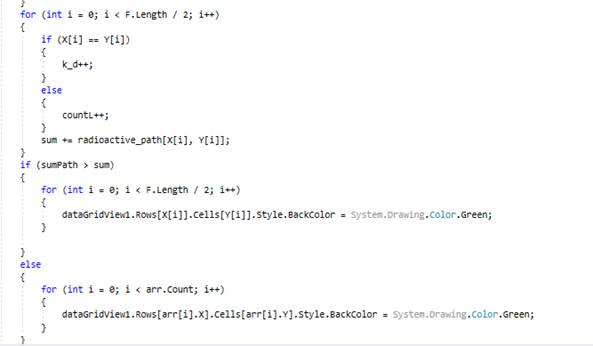 }
for (int i = 0; i < F.Length / 2; i++)
{
if (X[i] == Y[i])
{
k_d++;
}
else
{
countL++;
}
sum += radioactive_path[X[i], Y[i]];
}
if (sumPath > sum)
{
for (int i = 0; i < F.Length / 2; i++)
{
dataGridView1.Rows[X[i]].Cells[Y[i]].Style.BackColor = System.Drawing.Color.Green;
}
}
else
{
for (int i = 0; i < arr.Count; i++)
{
dataGridView1.Rows[arr[i].X].Cells[arr[i].Y].Style.BackColor = System.Drawing.Color.Green;
}
}